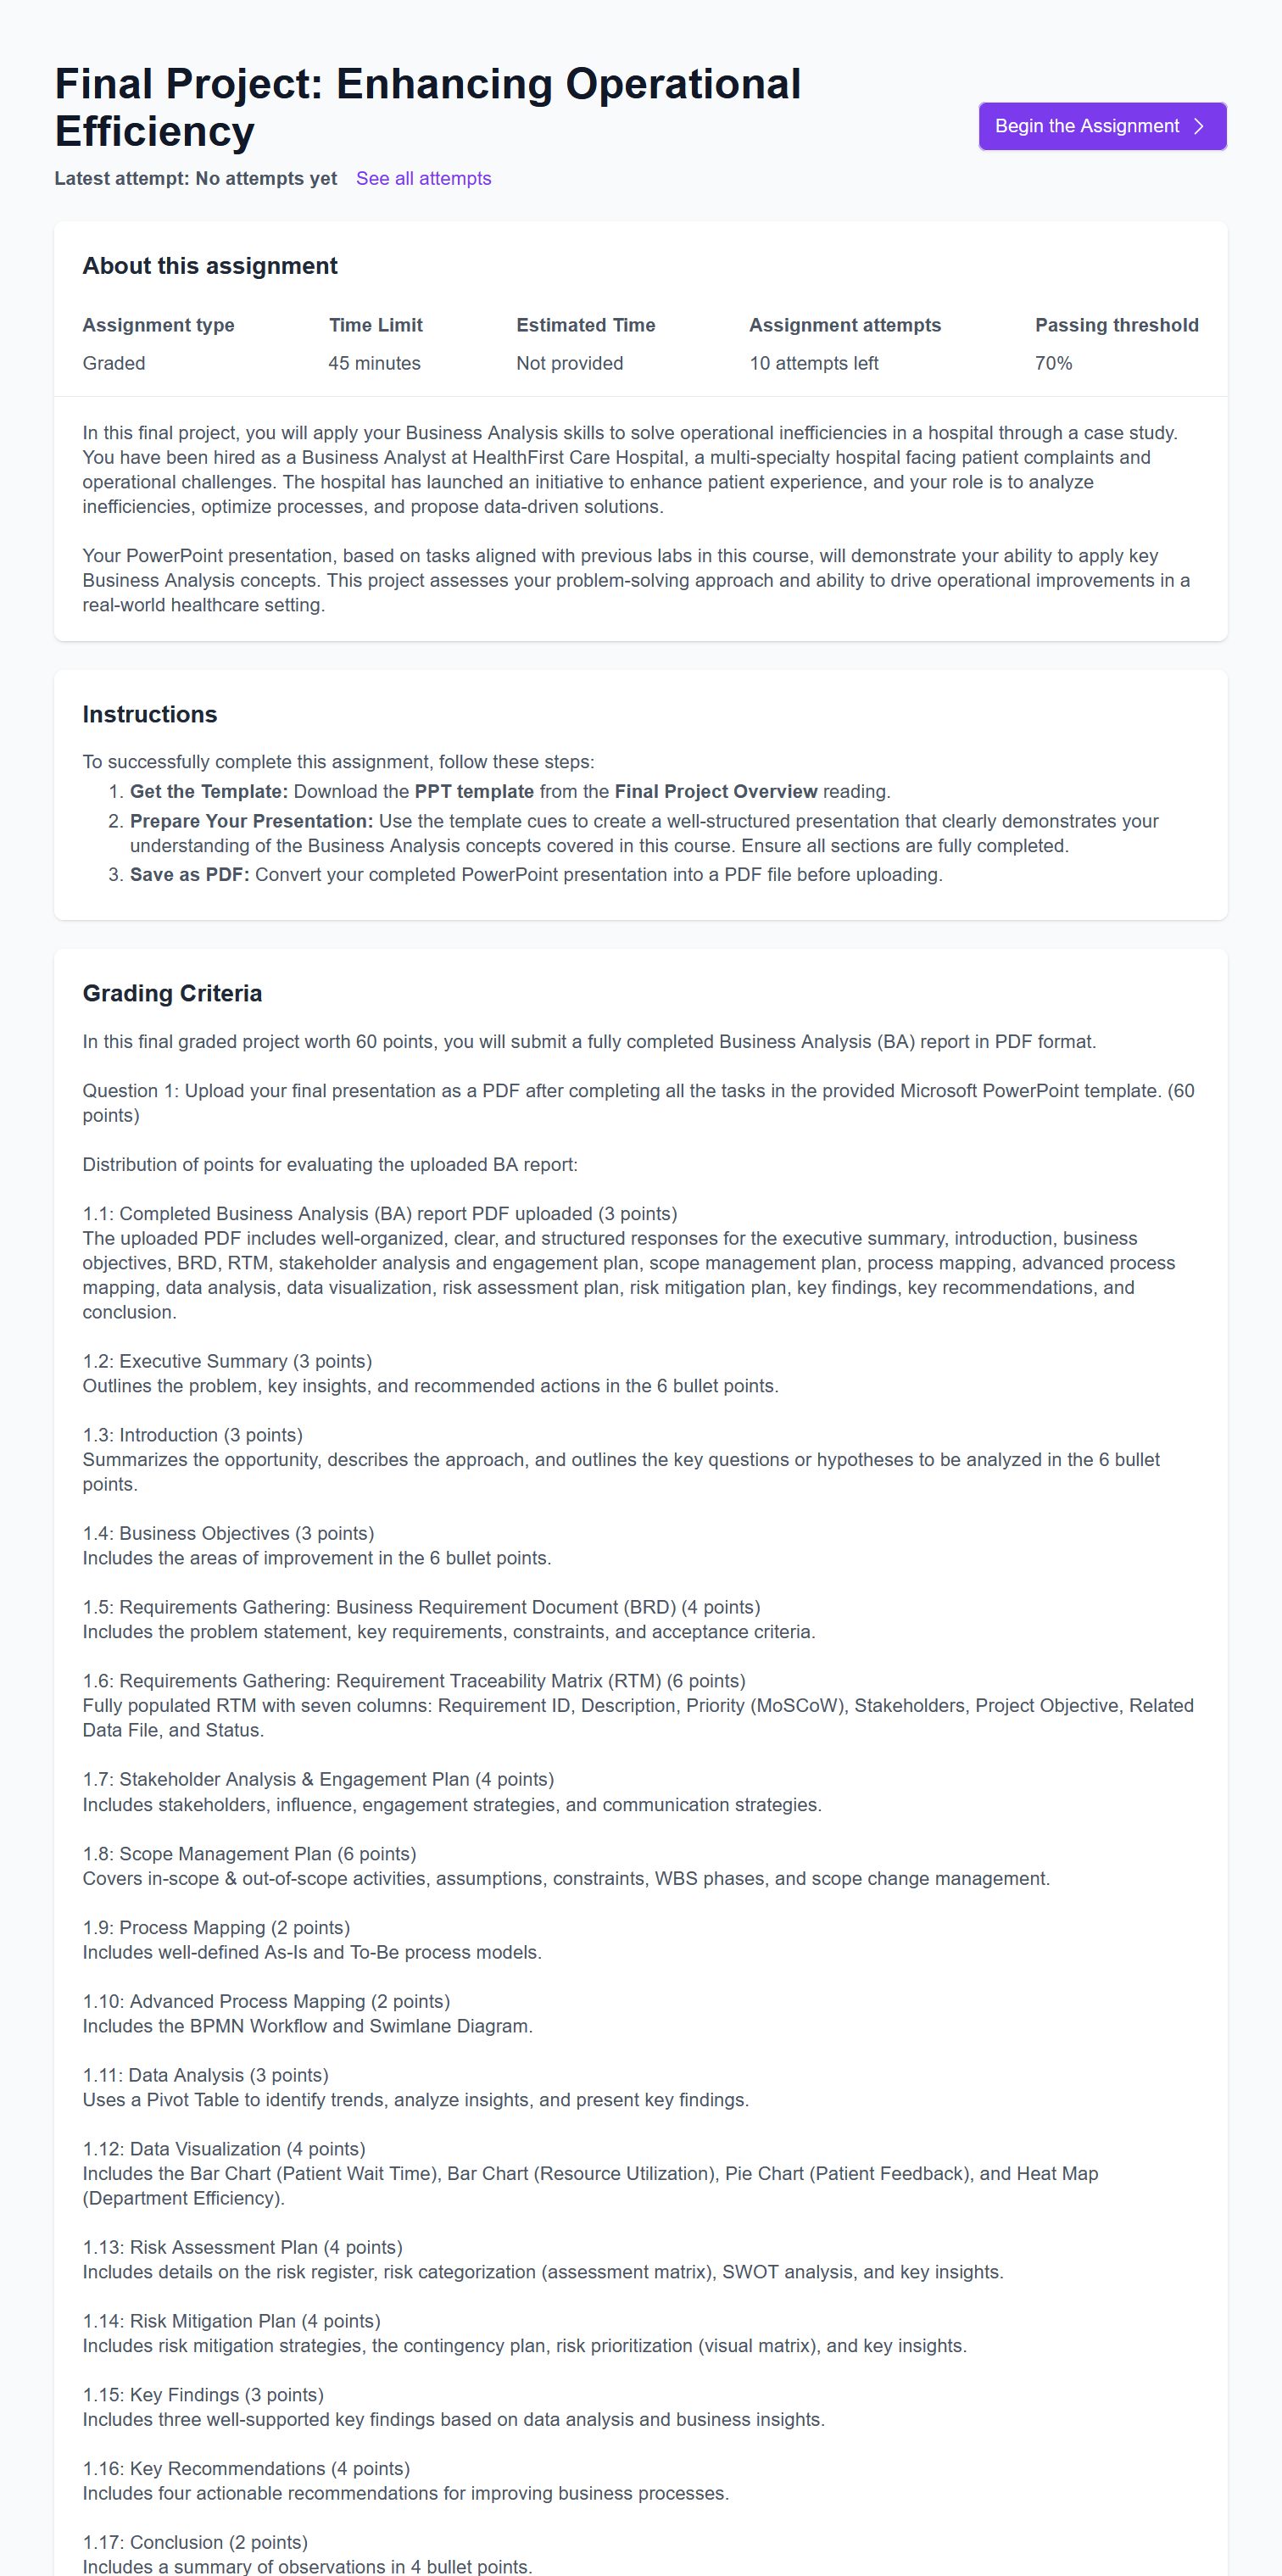 Final Project: Enhancing Operational
Efficiency
Begin the Assignment
Latest attempt: No attempts yet See all attempts
About this assignment
Assignment type Time Limit Estimated Time Assignment attempts Passing threshold
Graded 45 minutes Not provided 10 attempts left 70%
In this final project, you will apply your Business Analysis skills to solve operational inefficiencies in a hospital through a case study.
You have been hired as a Business Analyst at HealthFirst Care Hospital, a multi-specialty hospital facing patient complaints and
operational challenges. The hospital has launched an initiative to enhance patient experience, and your role is to analyze
inefficiencies, optimize processes, and propose data-driven solutions.
Your PowerPoint presentation, based on tasks aligned with previous labs in this course, will demonstrate your ability to apply key
Business Analysis concepts. This project assesses your problem-solving approach and ability to drive operational improvements in a
real-world healthcare setting.
Instructions
To successfully complete this assignment, follow these steps:
1. Get the Template: Download the PPT template from the Final Project Overview reading.
2. Prepare Your Presentation: Use the template cues to create a well-structured presentation that clearly demonstrates your
understanding of the Business Analysis concepts covered in this course. Ensure all sections are fully completed.
3. Save as PDF: Convert your completed PowerPoint presentation into a PDF file before uploading.
Grading Criteria
In this final graded project worth 60 points, you will submit a fully completed Business Analysis (BA) report in PDF format.
Question 1: Upload your final presentation as a PDF after completing all the tasks in the provided Microsoft PowerPoint template. (60
points)
Distribution of points for evaluating the uploaded BA report:
1.1: Completed Business Analysis (BA) report PDF uploaded (3 points)
The uploaded PDF includes well-organized, clear, and structured responses for the executive summary, introduction, business
objectives, BRD, RTM, stakeholder analysis and engagement plan, scope management plan, process mapping, advanced process
mapping, data analysis, data visualization, risk assessment plan, risk mitigation plan, key findings, key recommendations, and
conclusion.
1.2: Executive Summary (3 points)
Outlines the problem, key insights, and recommended actions in the 6 bullet points.
1.3: Introduction (3 points)
Summarizes the opportunity, describes the approach, and outlines the key questions or hypotheses to be analyzed in the 6 bullet
points.
1.4: Business Objectives (3 points)
Includes the areas of improvement in the 6 bullet points.
1.5: Requirements Gathering: Business Requirement Document (BRD) (4 points)
Includes the problem statement, key requirements, constraints, and acceptance criteria.
1.6: Requirements Gathering: Requirement Traceability Matrix (RTM) (6 points)
Fully populated RTM with seven columns: Requirement ID, Description, Priority (MoSCoW), Stakeholders, Project Objective, Related
Data File, and Status.
1.7: Stakeholder Analysis & Engagement Plan (4 points)
Includes stakeholders, influence, engagement strategies, and communication strategies.
1.8: Scope Management Plan (6 points)
Covers in-scope & out-of-scope activities, assumptions, constraints, WBS phases, and scope change management.
1.9: Process Mapping (2 points)
Includes well-defined As-Is and To-Be process models.
1.10: Advanced Process Mapping (2 points)
Includes the BPMN Workflow and Swimlane Diagram.
1.11: Data Analysis (3 points)
Uses a Pivot Table to identify trends, analyze insights, and present key findings.
1.12: Data Visualization (4 points)
Includes the Bar Chart (Patient Wait Time), Bar Chart (Resource Utilization), Pie Chart (Patient Feedback), and Heat Map
(Department Efficiency).
1.13: Risk Assessment Plan (4 points)
Includes details on the risk register, risk categorization (assessment matrix), SWOT analysis, and key insights.
1.14: Risk Mitigation Plan (4 points)
Includes risk mitigation strategies, the contingency plan, risk prioritization (visual matrix), and key insights.
1.15: Key Findings (3 points)
Includes three well-supported key findings based on data analysis and business insights.
1.16: Key Recommendations (4 points)
Includes four actionable recommendations for improving business processes.
1.17: Conclusion (2 points)
Includes a summary of observations in 4 bullet points.